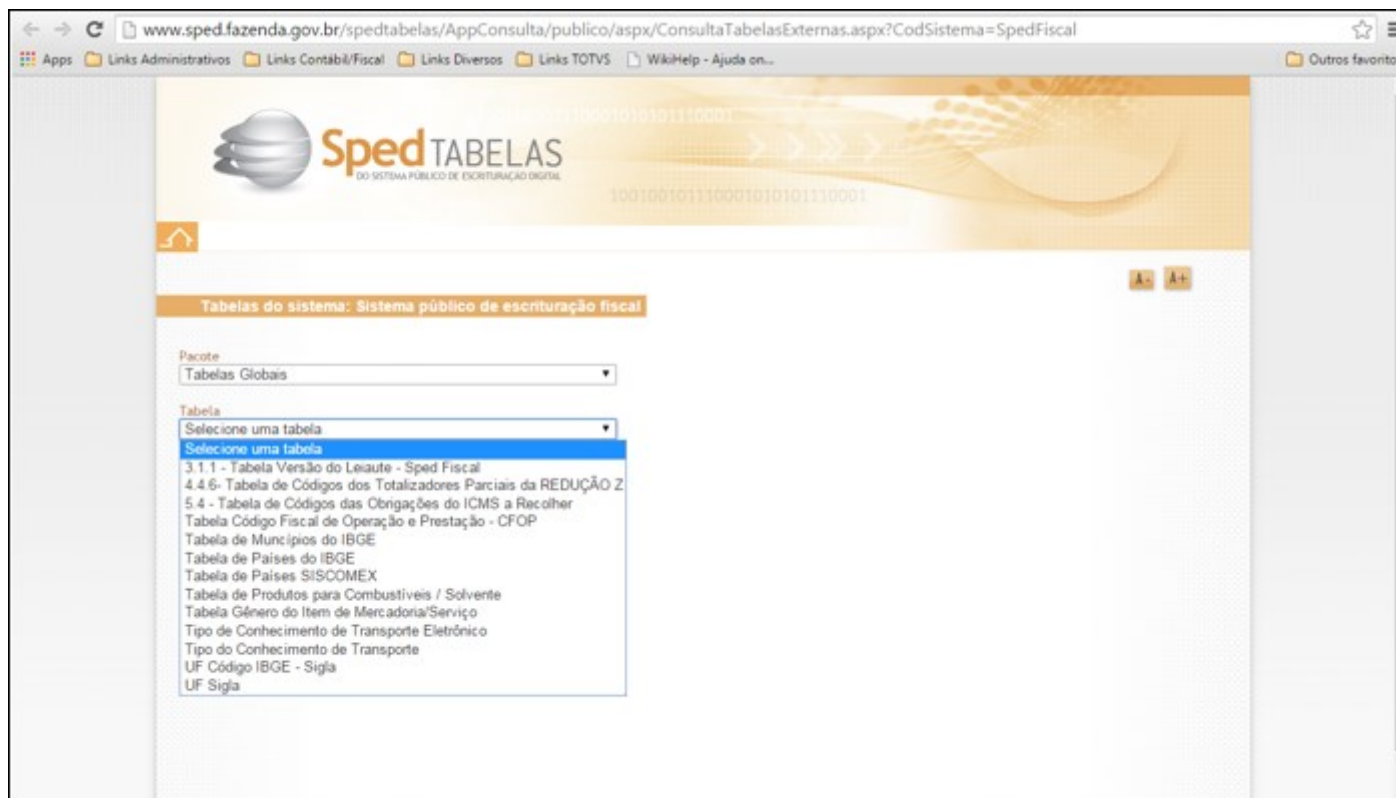 www.sped.fazenda.gov.br/spedtabelas/AppConsulta/publico/aspx/ConsultaTabelasExternas.aspx?CodSistema=SpedFiscal
Apps Links Administrativos Links Contábil/Fiscal Links Diversos Links TOTVS WikiHelp - Ajuda on... Outros favorito
Sped TABELAS
DO SISTEMA PÚBLICO DE ESCRITURAÇÃO DIGITAL
A- A+
Tabelas do sistema: Sistema público de escrituração fiscal
Pacote
Tabelas Globais
Tabela
Selecione uma tabela
Selecione uma tabela
3.1.1 - Tabela Versão do Leiaute - Sped Fiscal
4.4.6- Tabela de Códigos dos Totalizadores Parciais da REDUÇÃO Z
5.4 - Tabela de Códigos das Obrigações do ICMS a Recolher
Tabela Código Fiscal de Operação e Prestação - CFOP
Tabela de Muncípios do IBGE
Tabela de Países do IBGE
Tabela de Países SISCOMEX
Tabela de Produtos para Combustíveis / Solvente
Tabela Gênero do Item de Mercadoria/Serviço
Tipo de Conhecimento de Transporte Eletrônico
Tipo do Conhecimento de Transporte
UF Código IBGE - Sigla
UF Sigla